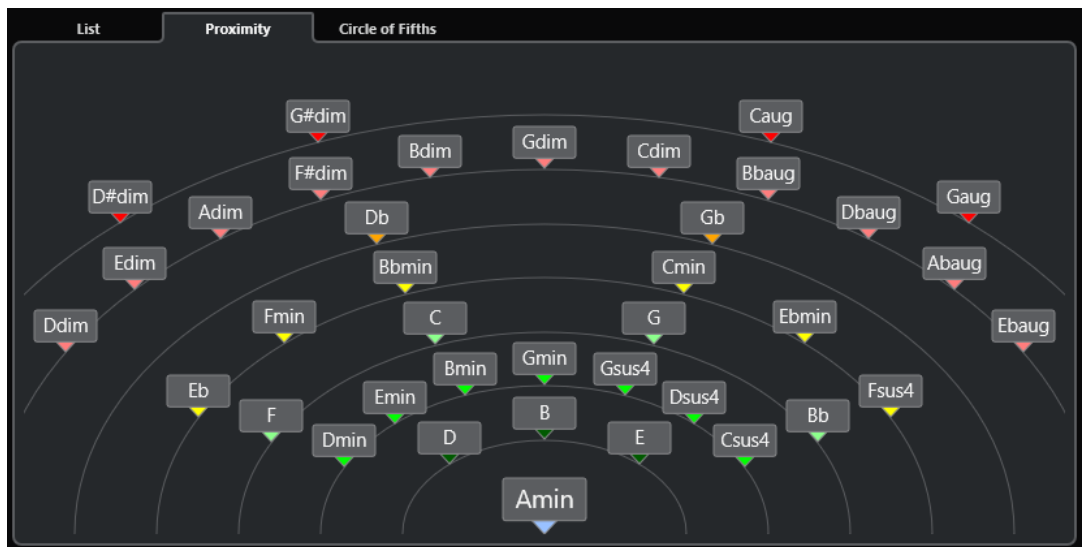 List Proximity Circle of Fifths
G#dim Caug
Bdim Gdim Cdim
F#dim Bbaug
D#dim Gaug
Adim Db Gb Dbaug
Edim Bbmin Cmin Abaug
Ddim Fmin C G Ebmin Ebaug
Bmin Gmin Gsus4
Eb Emin Dsus4 Fsus4
F B Bb
Dmin D E Csus4
Amin